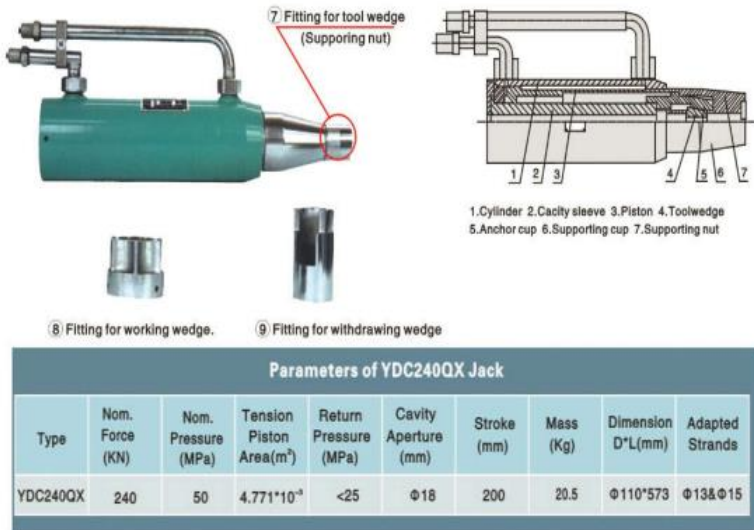 ⑦ Fitting for tool wedge
(Supporing nut)
1 2 3 4 5 6 7
1.Cylinder 2.Cacity sleeve 3.Piston 4.Toolwedge
5.Anchor cup 6.Supporting cup 7.Supporting nut
⑧ Fitting for working wedge.
⑨ Fitting for withdrawing wedge
Parameters of YDC240QX Jack
Type
Nom. Force (KN)
Nom. Pressure (MPa)
Tension Piston Area(m²)
Return Pressure (MPa)
Cavity Aperture (mm)
Stroke (mm)
Mass (Kg)
Dimension D*L(mm)
Adapted Strands
YDC240QX 240 50 4.771*10⁻³ <25 Φ18 200 20.5 Φ110*573 Φ13&Φ15